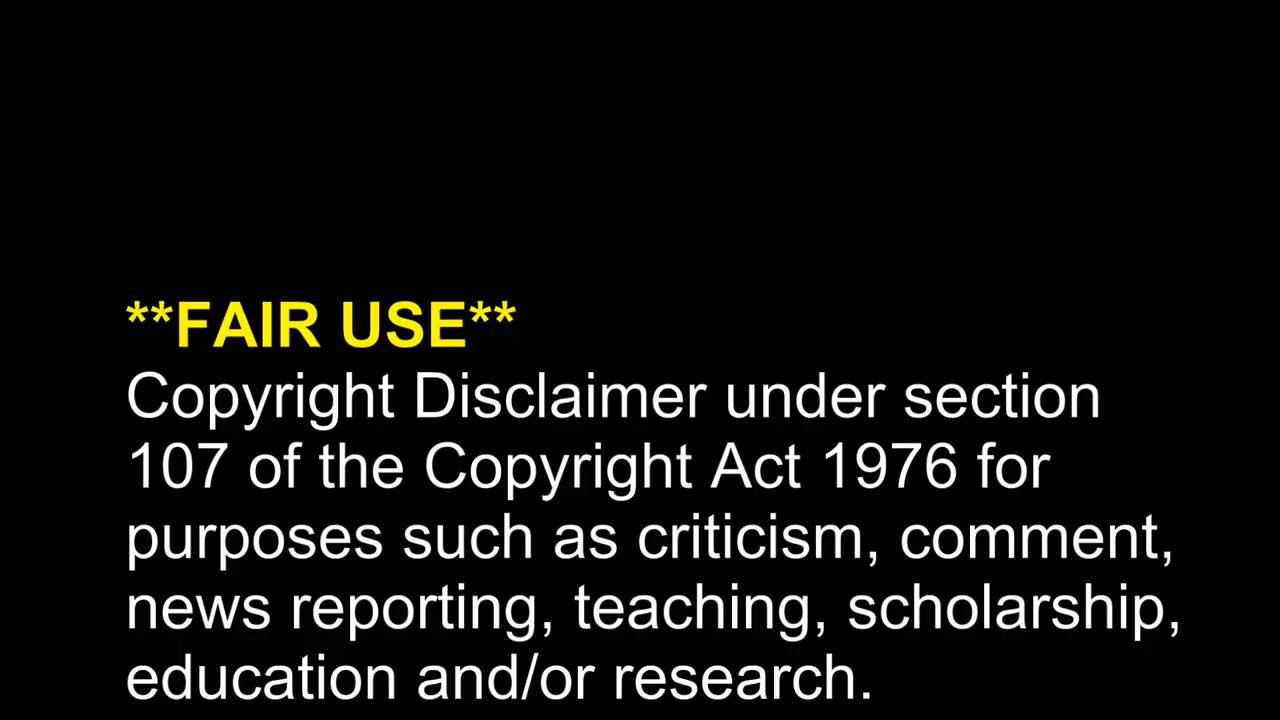 **FAIR USE**
Copyright Disclaimer under section
107 of the Copyright Act 1976 for
purposes such as criticism, comment,
news reporting, teaching, scholarship,
education and/or research.